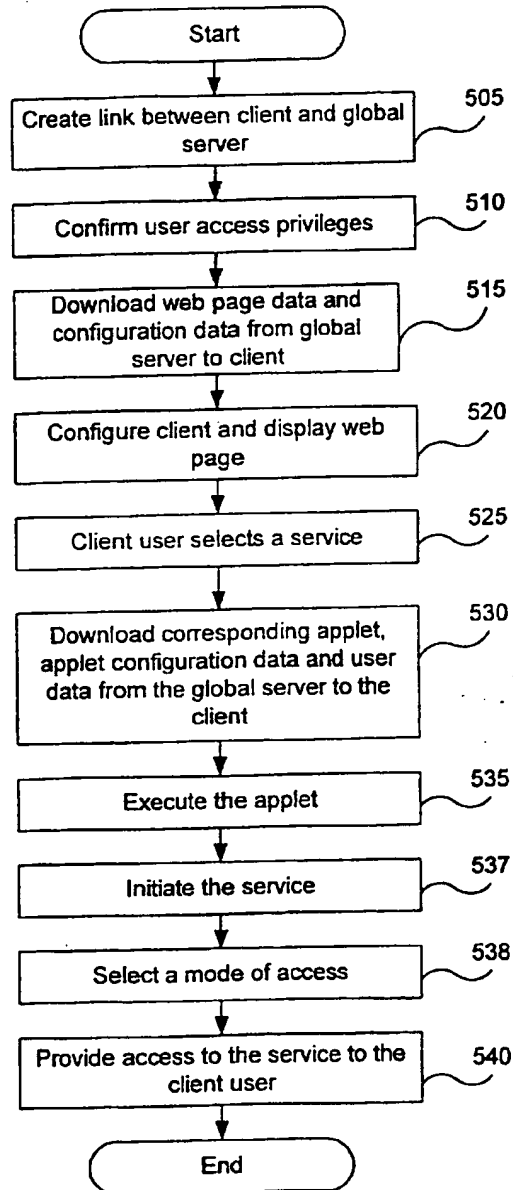 Start
Create link between client and global
server
505
Confirm user access privileges
510
Download web page data and
configuration data from global
server to client
515
Configure client and display web
page
520
Client user selects a service
525
Download corresponding applet,
applet configuration data and user
data from the global server to the
client
530
Execute the applet
535
Initiate the service
537
Select a mode of access
538
Provide access to the service to the
client user
540
End